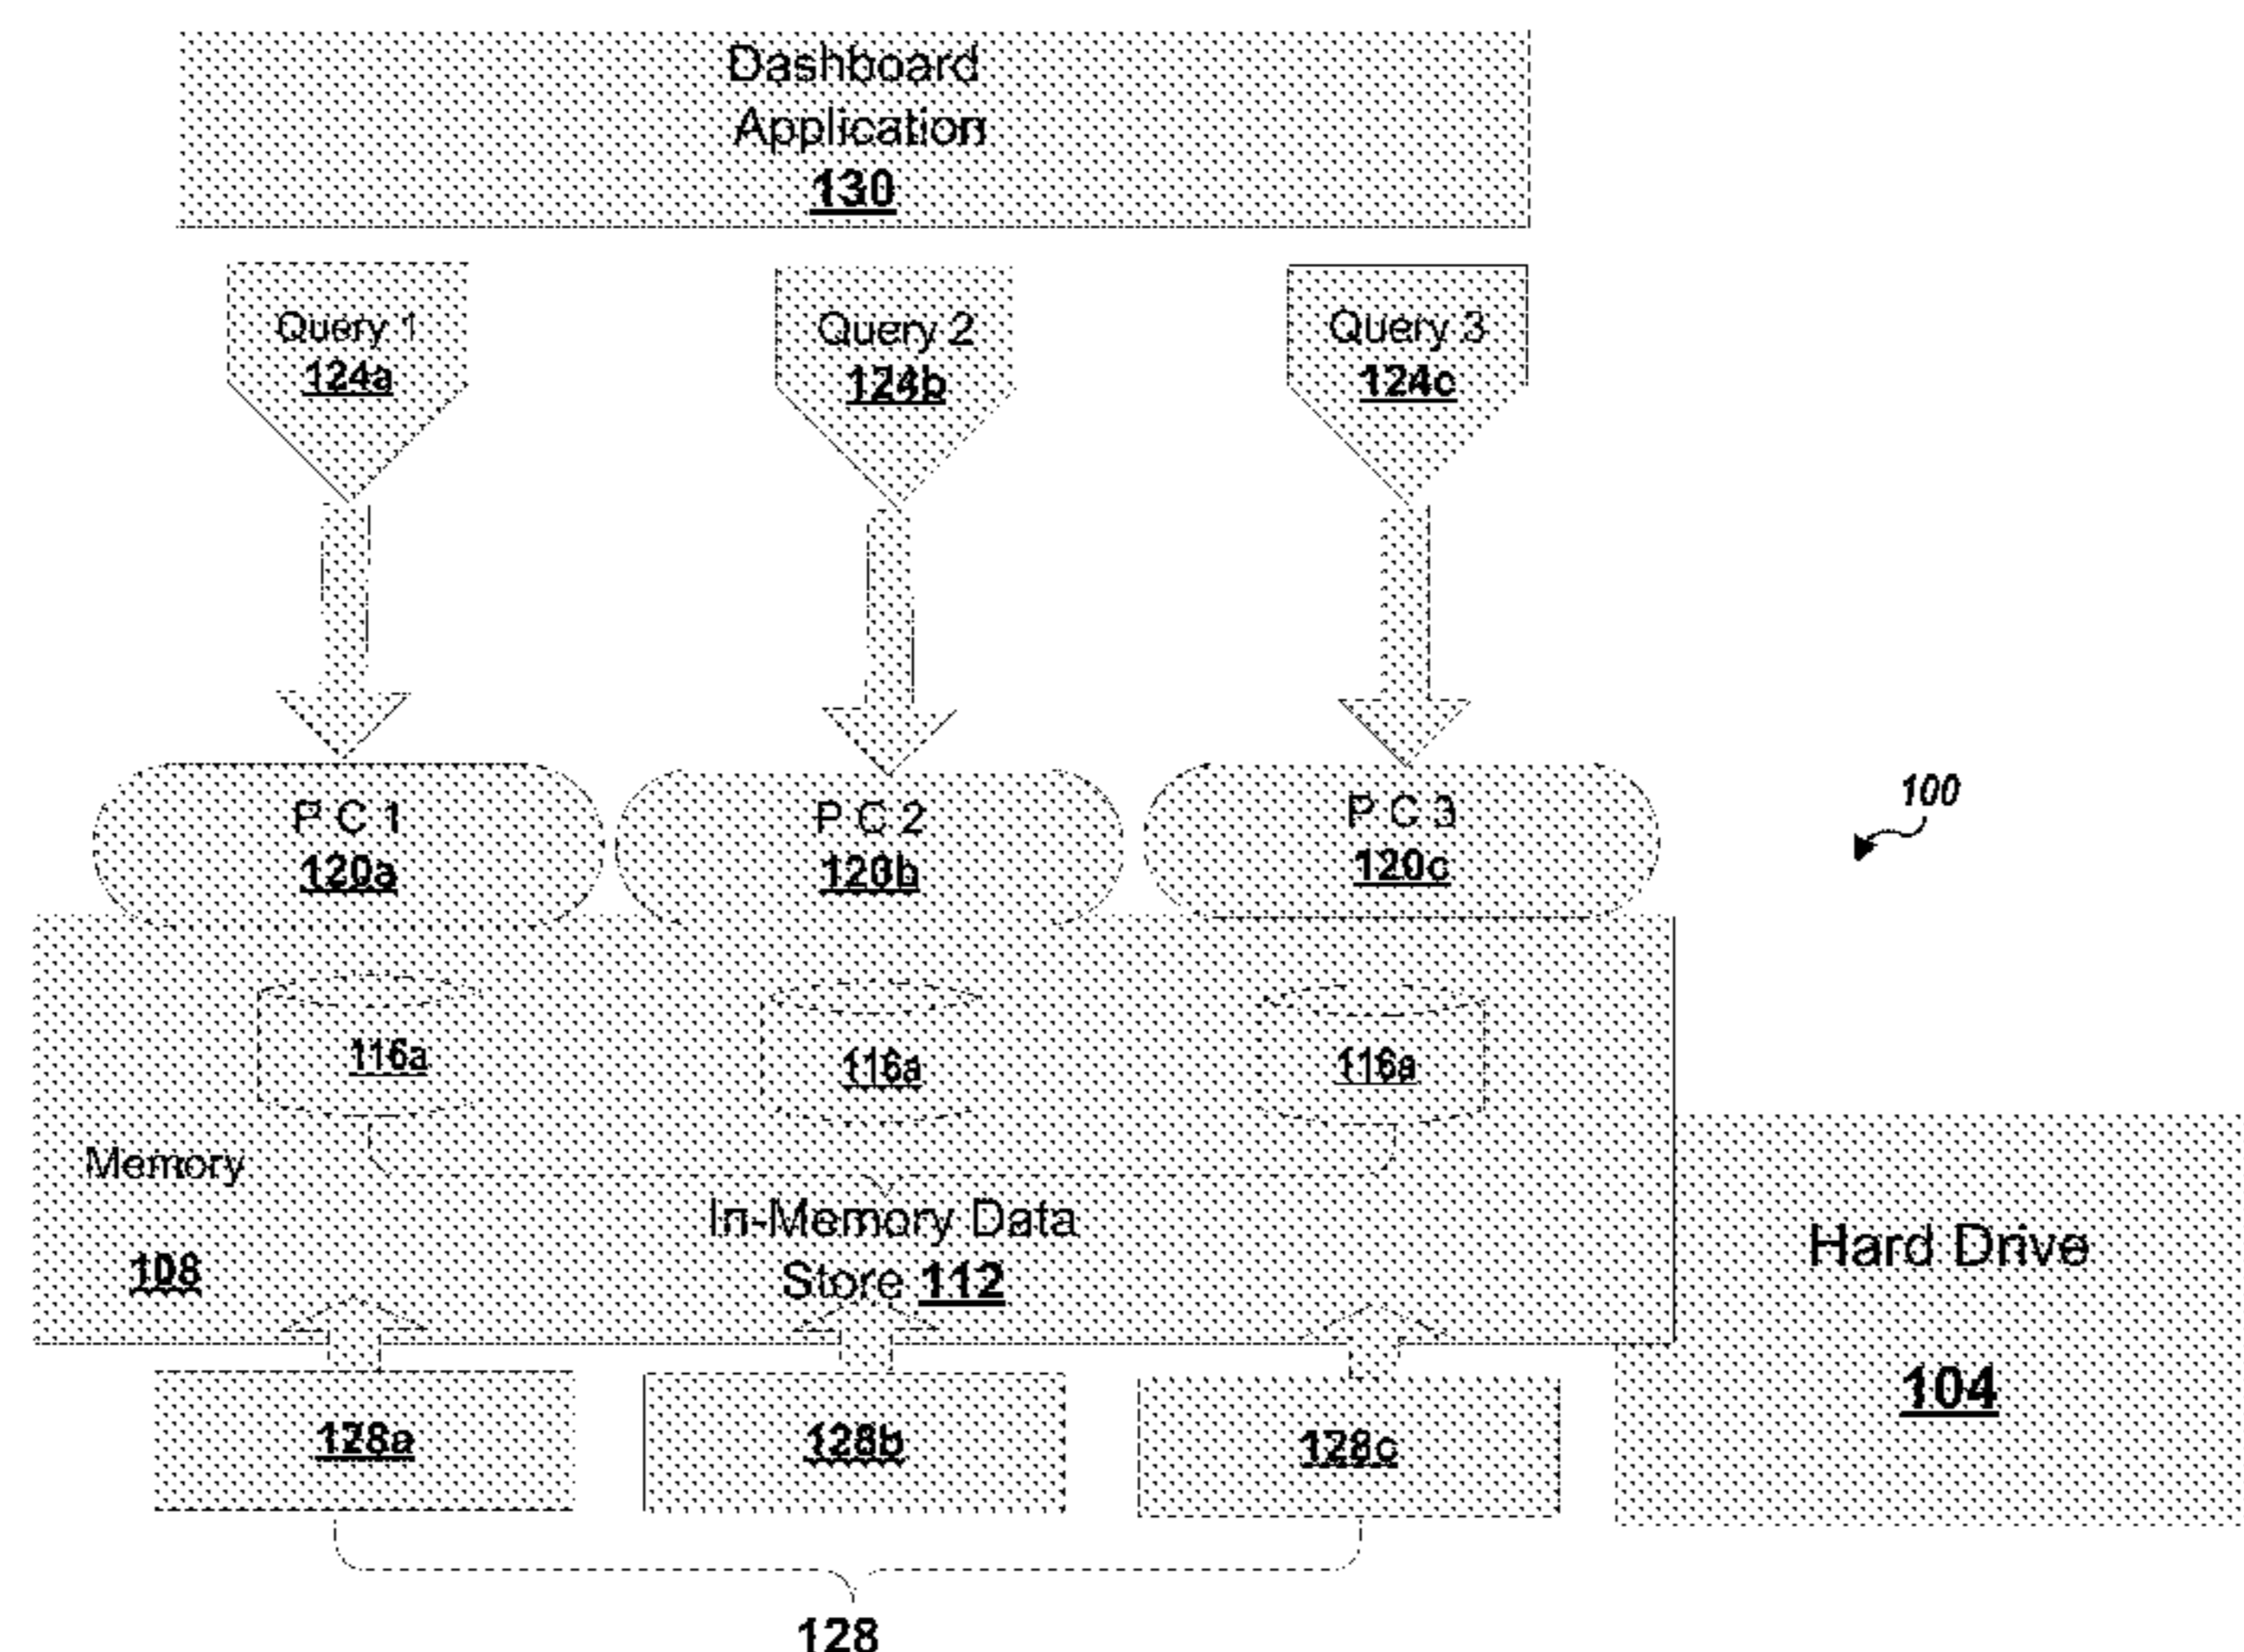 Dashboard
Application
130
Query 1
124a
Query 2
124b
Query 3
124c
P C 1
120a
P C 2
120b
P C 3
120c
100
116a
116a
116a
Memory
108
In-Memory Data
Store 112
Hard Drive
104
128a
128b
128c
128